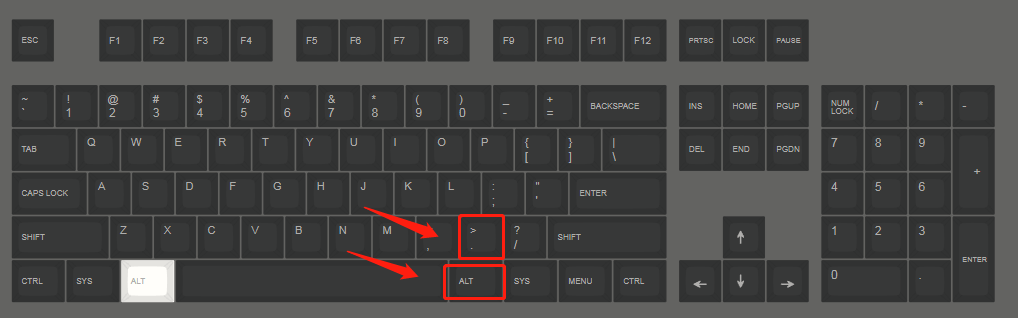 ESC F1 F2 F3 F4 F5 F6 F7 F8 F9 F10 F11 F12 PRTSC LOCK PAUSE
~ ! @ # $ % ^ & * ( ) _ +
` 1 2 3 4 5 6 7 8 9 0 - = BACKSPACE INS HOME PGUP NUM LOCK / * -
TAB Q W E R T Y U I O P { } |
[ ] \ DEL END PGDN 7 8 9 +
CAPS LOCK A S D F G H J K L : "
; ' ENTER 4 5 6
SHIFT Z X C V B N M > ?
, . / SHIFT ↑ 1 2 3 ENTER
CTRL SYS ALT ALT SYS MENU CTRL ← ↓ → 0 .